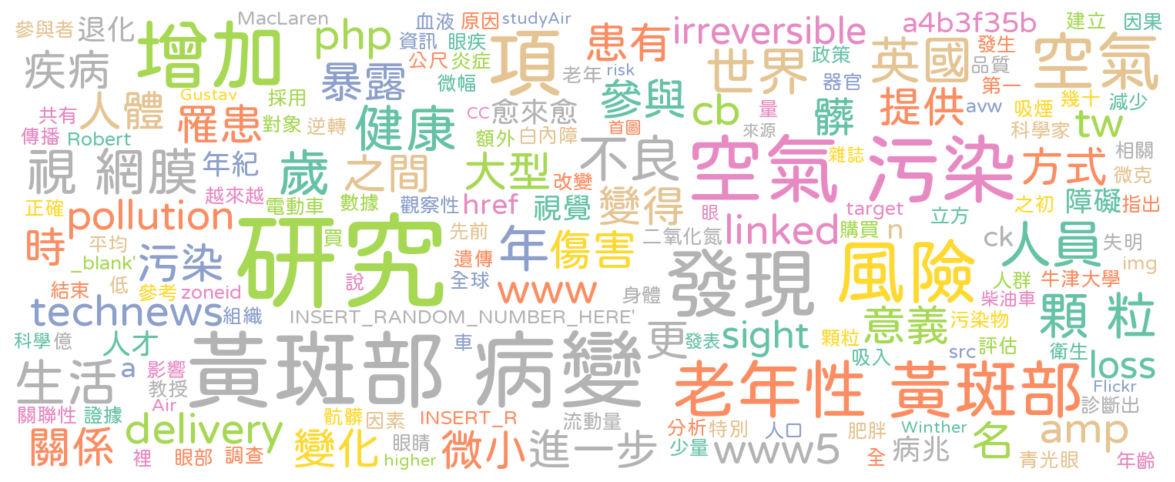 參與者 退化 MacLaren 血液 原因 studyAir 建立 因果
疾病 增加 php 資訊 眼疾 項 患有 irreversible a4b3f35b 空氣
暴露 公尺 炎症 微幅 老年 risk 世界 政策 英國 發生 品質 第一
人體 Gustav 採用 cc 愈來愈 參與 cb 器官 提供 avw 吸煙 幾十 減少
共有 罹患 對象 逆轉 健康 額外 白內障 首圖 來源 量 髒 tw 科學家
傳播 Robert 年紀 大型 不良 空氣 污染 雜誌 方式 相關 微克
視 網膜 越來越 歲 之間 改變
正確 pollution 電動車 數據 觀察性 href 視覺 變得 眼 target 立方 之初 障礙 指出
時 平均 污染 研究 買 先前 年 傷害 二氧化氮 linked 購買 n ck 人員 失明
_blank' 低 說 遺傳 全球 發現 風險 人群 牛津大學 img
結束 參考 zoneid www 身體 柴油車
technews 組織 INSERT_RANDOM_NUMBER_HERE' 更 發表 sight 意義 污染物 顆 粒
科學 億 人才 黃斑部 病變 車 顆粒 吸入 src 評估 衛生 loss
生活 a 影響 教授 老年性 黃斑部 Flickr 診斷出
關聯性 證據 Air 骯髒 因素 INSERT_R 流動量 分析 特別 人口 肥胖 Winther 名 amp
關係 delivery 變化 眼睛 微小 進一步 少量 www5 全 病兆 青光眼
裡 眼部 調查 higher 年齡